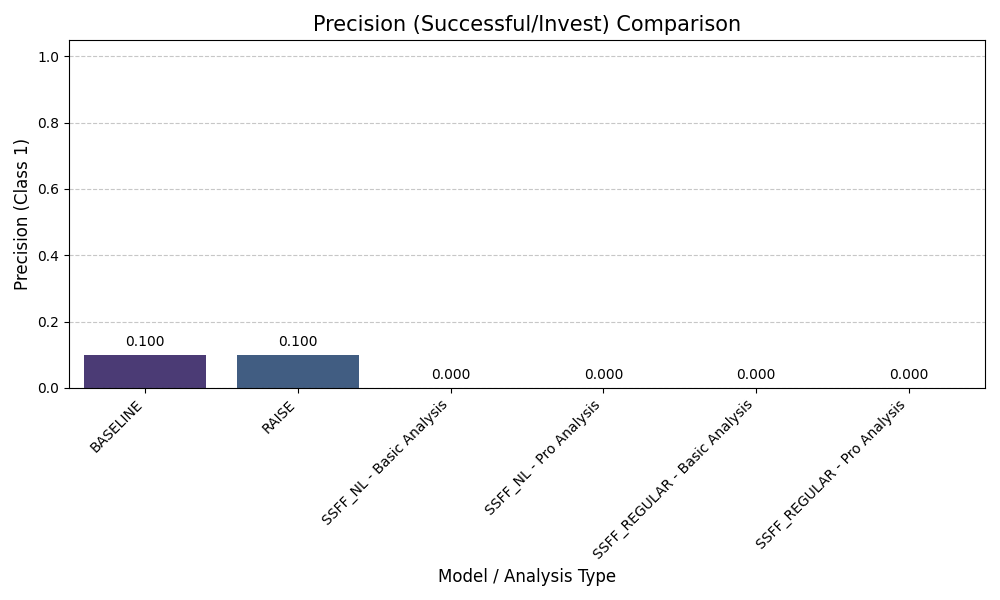 Precision (Successful/Invest) Comparison
Precision (Class 1)
1.0
0.8
0.6
0.4
0.2
0.0
0.100
0.100
0.000
0.000
0.000
0.000
BASELINE
RAISE
SSFF_NL - Basic Analysis
SSFF_NL - Pro Analysis
SSFF_REGULAR - Basic Analysis
SSFF_REGULAR - Pro Analysis
Model / Analysis Type